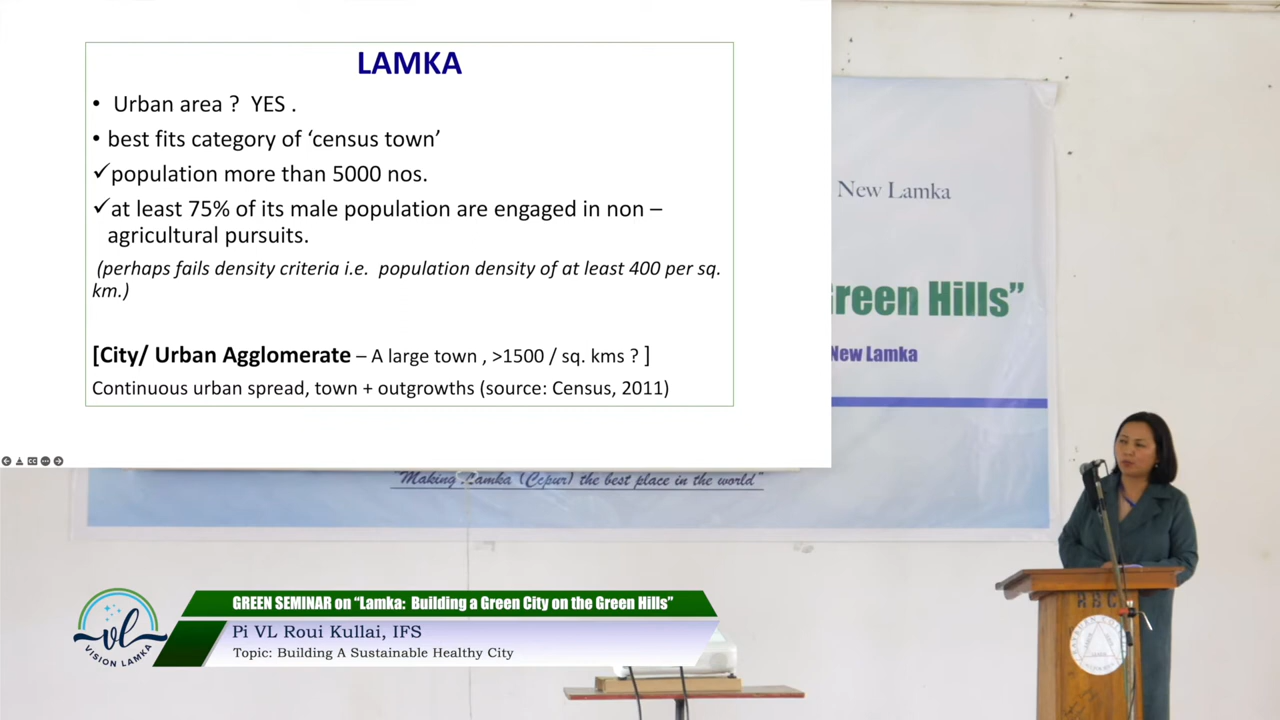 LAMKA
• Urban area ? YES .
• best fits category of ‘census town’
✓population more than 5000 nos.
✓at least 75% of its male population are engaged in non –
agricultural pursuits.
(perhaps fails density criteria i.e. population density of at least 400 per sq.
km.)
[City/ Urban Agglomerate – A large town , >1500 / sq. kms ? ]
Continuous urban spread, town + outgrowths (source: Census, 2011)
New Lamka
Green Hills”
New Lamka
"Making Lamka (Ccpur) the best place in the world"
GREEN SEMINAR on “Lamka: Building a Green City on the Green Hills”
Pi VL Roui Kullai, IFS
Topic: Building A Sustainable Healthy City
vl
VISION LAMKA